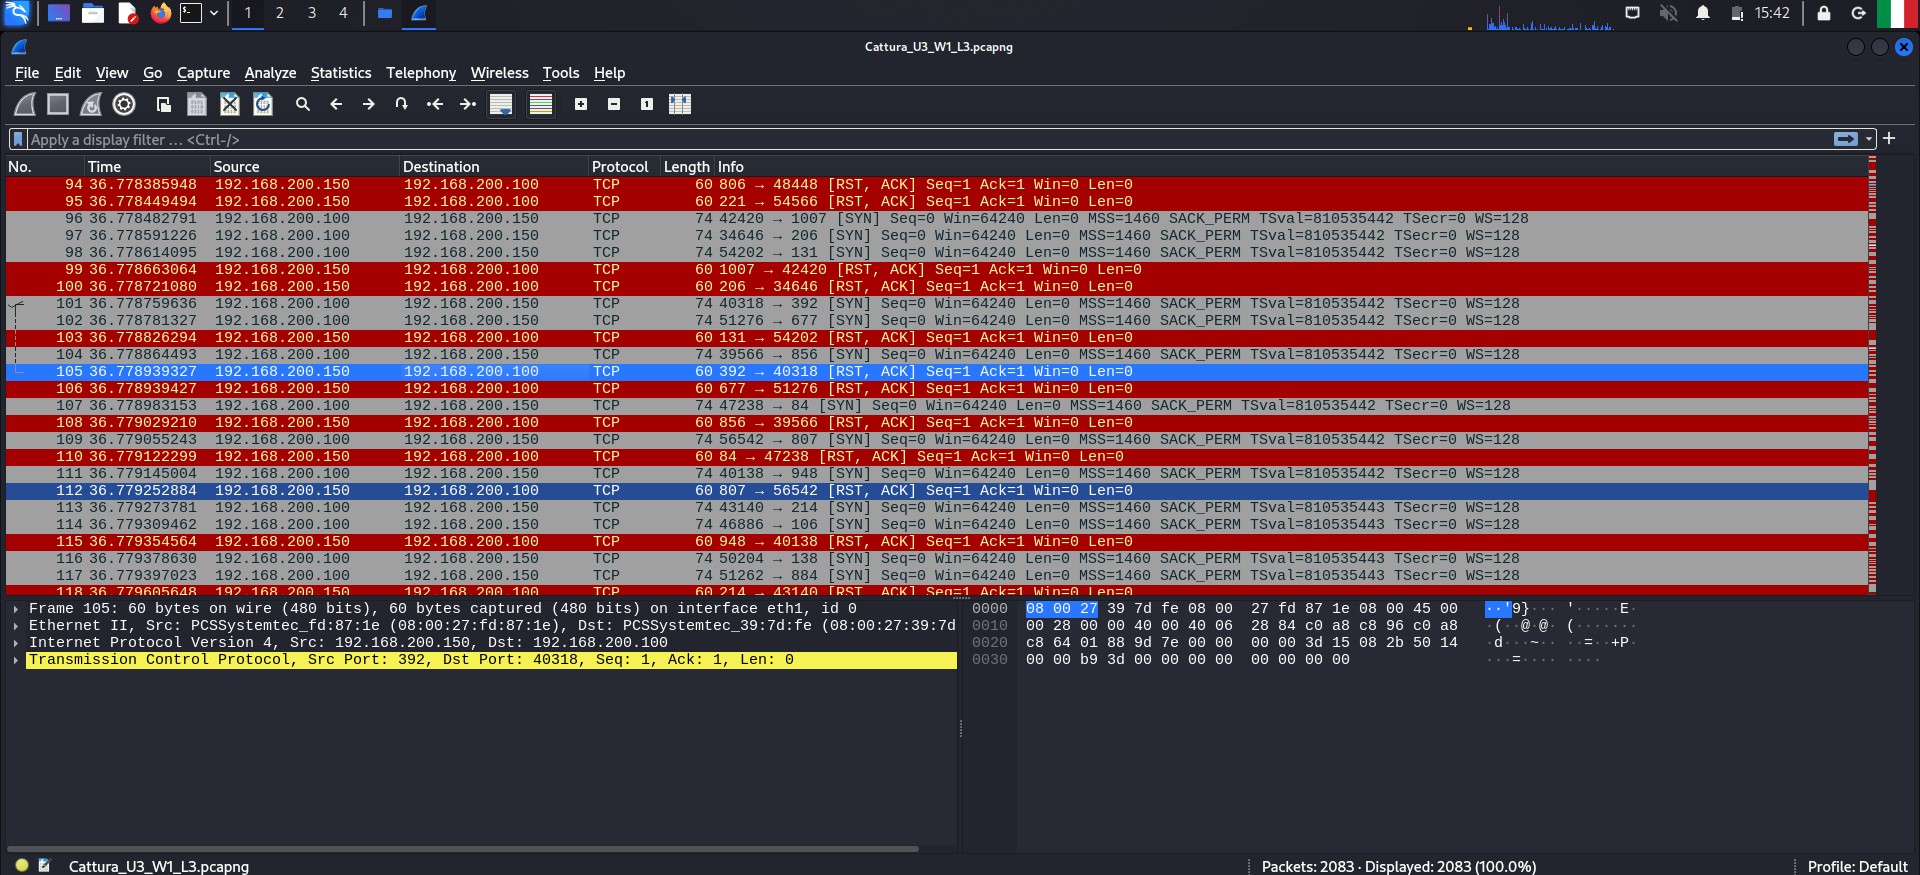 1 2 3 4 15:42
Cattura_U3_W1_L3.pcapng
File Edit View Go Capture Analyze Statistics Telephony Wireless Tools Help
Apply a display filter … <Ctrl-/>
No. Time Source Destination Protocol Length Info
94 36.778385948 192.168.200.150 192.168.200.100 TCP 60 806 → 48448 [RST, ACK] Seq=1 Ack=1 Win=0 Len=0
95 36.778449494 192.168.200.150 192.168.200.100 TCP 60 221 → 54566 [RST, ACK] Seq=1 Ack=1 Win=0 Len=0
96 36.778482791 192.168.200.100 192.168.200.150 TCP 74 42420 → 1007 [SYN] Seq=0 Win=64240 Len=0 MSS=1460 SACK_PERM TSval=810535442 TSecr=0 WS=128
97 36.778591226 192.168.200.100 192.168.200.150 TCP 74 34646 → 206 [SYN] Seq=0 Win=64240 Len=0 MSS=1460 SACK_PERM TSval=810535442 TSecr=0 WS=128
98 36.778614095 192.168.200.100 192.168.200.150 TCP 74 54202 → 131 [SYN] Seq=0 Win=64240 Len=0 MSS=1460 SACK_PERM TSval=810535442 TSecr=0 WS=128
99 36.778663064 192.168.200.150 192.168.200.100 TCP 60 1007 → 42420 [RST, ACK] Seq=1 Ack=1 Win=0 Len=0
100 36.778721080 192.168.200.150 192.168.200.100 TCP 60 206 → 34646 [RST, ACK] Seq=1 Ack=1 Win=0 Len=0
101 36.778759636 192.168.200.100 192.168.200.150 TCP 74 40318 → 392 [SYN] Seq=0 Win=64240 Len=0 MSS=1460 SACK_PERM TSval=810535442 TSecr=0 WS=128
102 36.778781327 192.168.200.100 192.168.200.150 TCP 74 51276 → 677 [SYN] Seq=0 Win=64240 Len=0 MSS=1460 SACK_PERM TSval=810535442 TSecr=0 WS=128
103 36.778826294 192.168.200.150 192.168.200.100 TCP 60 131 → 54202 [RST, ACK] Seq=1 Ack=1 Win=0 Len=0
104 36.778864493 192.168.200.100 192.168.200.150 TCP 74 39566 → 856 [SYN] Seq=0 Win=64240 Len=0 MSS=1460 SACK_PERM TSval=810535442 TSecr=0 WS=128
105 36.778939327 192.168.200.150 192.168.200.100 TCP 60 392 → 40318 [RST, ACK] Seq=1 Ack=1 Win=0 Len=0
106 36.778939427 192.168.200.150 192.168.200.100 TCP 60 677 → 51276 [RST, ACK] Seq=1 Ack=1 Win=0 Len=0
107 36.778983153 192.168.200.100 192.168.200.150 TCP 74 47238 → 84 [SYN] Seq=0 Win=64240 Len=0 MSS=1460 SACK_PERM TSval=810535442 TSecr=0 WS=128
108 36.779029210 192.168.200.150 192.168.200.100 TCP 60 856 → 39566 [RST, ACK] Seq=1 Ack=1 Win=0 Len=0
109 36.779055243 192.168.200.100 192.168.200.150 TCP 74 56542 → 807 [SYN] Seq=0 Win=64240 Len=0 MSS=1460 SACK_PERM TSval=810535442 TSecr=0 WS=128
110 36.779122299 192.168.200.150 192.168.200.100 TCP 60 84 → 47238 [RST, ACK] Seq=1 Ack=1 Win=0 Len=0
111 36.779145004 192.168.200.100 192.168.200.150 TCP 74 40138 → 948 [SYN] Seq=0 Win=64240 Len=0 MSS=1460 SACK_PERM TSval=810535442 TSecr=0 WS=128
112 36.779252884 192.168.200.150 192.168.200.100 TCP 60 807 → 56542 [RST, ACK] Seq=1 Ack=1 Win=0 Len=0
113 36.779273781 192.168.200.100 192.168.200.150 TCP 74 43140 → 214 [SYN] Seq=0 Win=64240 Len=0 MSS=1460 SACK_PERM TSval=810535443 TSecr=0 WS=128
114 36.779309462 192.168.200.100 192.168.200.150 TCP 74 46886 → 106 [SYN] Seq=0 Win=64240 Len=0 MSS=1460 SACK_PERM TSval=810535443 TSecr=0 WS=128
115 36.779354564 192.168.200.150 192.168.200.100 TCP 60 948 → 40138 [RST, ACK] Seq=1 Ack=1 Win=0 Len=0
116 36.779378630 192.168.200.100 192.168.200.150 TCP 74 50204 → 138 [SYN] Seq=0 Win=64240 Len=0 MSS=1460 SACK_PERM TSval=810535443 TSecr=0 WS=128
117 36.779397023 192.168.200.100 192.168.200.150 TCP 74 51262 → 884 [SYN] Seq=0 Win=64240 Len=0 MSS=1460 SACK_PERM TSval=810535443 TSecr=0 WS=128
118 36.779605648 192.168.200.150 192.168.200.100 TCP 60 214 → 43140 [RST, ACK] Seq=1 Ack=1 Win=0 Len=0
Frame 105: 60 bytes on wire (480 bits), 60 bytes captured (480 bits) on interface eth1, id 0
Ethernet II, Src: PCSSystemtec_fd:87:1e (08:00:27:fd:87:1e), Dst: PCSSystemtec_39:7d:fe (08:00:27:39:7d
Internet Protocol Version 4, Src: 192.168.200.150, Dst: 192.168.200.100
Transmission Control Protocol, Src Port: 392, Dst Port: 40318, Seq: 1, Ack: 1, Len: 0
0000 08 00 27 39 7d fe 08 00 27 fd 87 1e 08 00 45 00 ··'9}··· '·····E·
0010 00 28 00 00 40 00 40 06 28 84 c0 a8 c8 96 c0 a8 ·(··@·@· (·······
0020 c8 64 01 88 9d 7e 00 00 00 00 3d 15 08 2b 50 14 ·d···~·· ··=··+P·
0030 00 00 b9 3d 00 00 00 00 00 00 00 00 ···=···· ····
Cattura_U3_W1_L3.pcapng
Packets: 2083 · Displayed: 2083 (100.0%)
Profile: Default